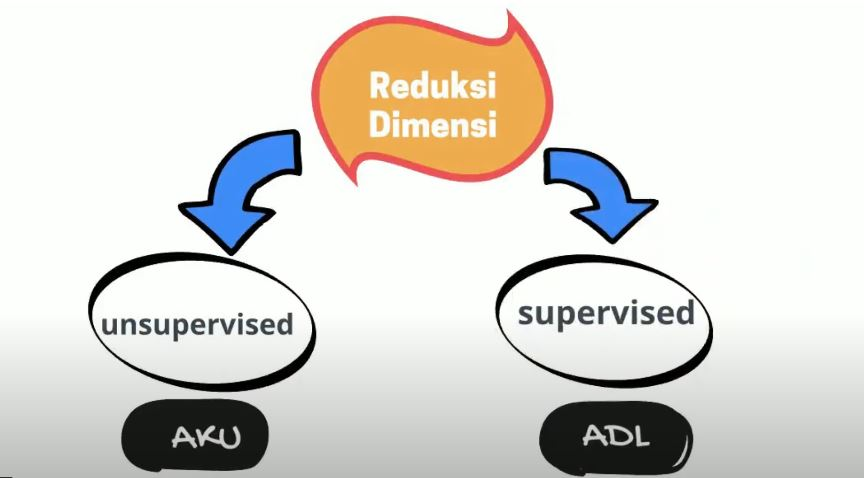 Reduksi
Dimensi
unsupervised
supervised
AKU
ADL